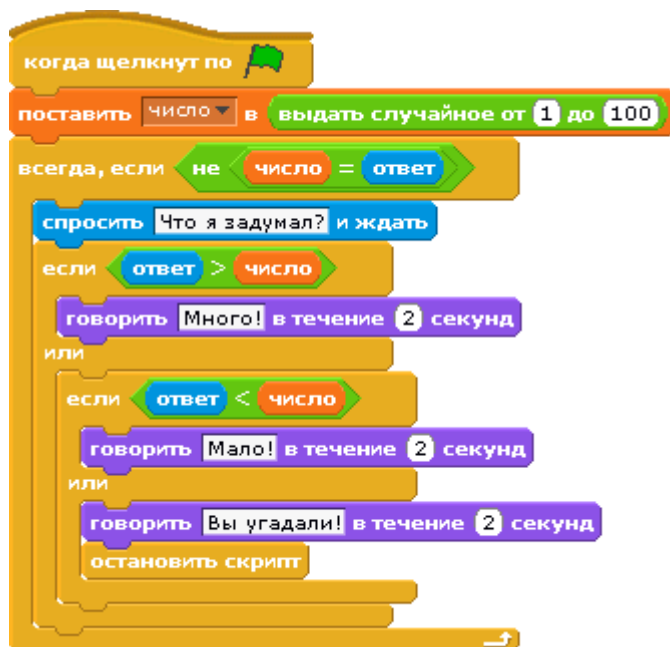 когда щелкнут по
поставить число в выдать случайное от 1 до 100
всегда, если не число = ответ
спросить Что я задумал? и ждать
если ответ > число
говорить Много! в течение 2 секунд
или
если ответ < число
говорить Мало! в течение 2 секунд
или
говорить Вы угадали! в течение 2 секунд
остановить скрипт